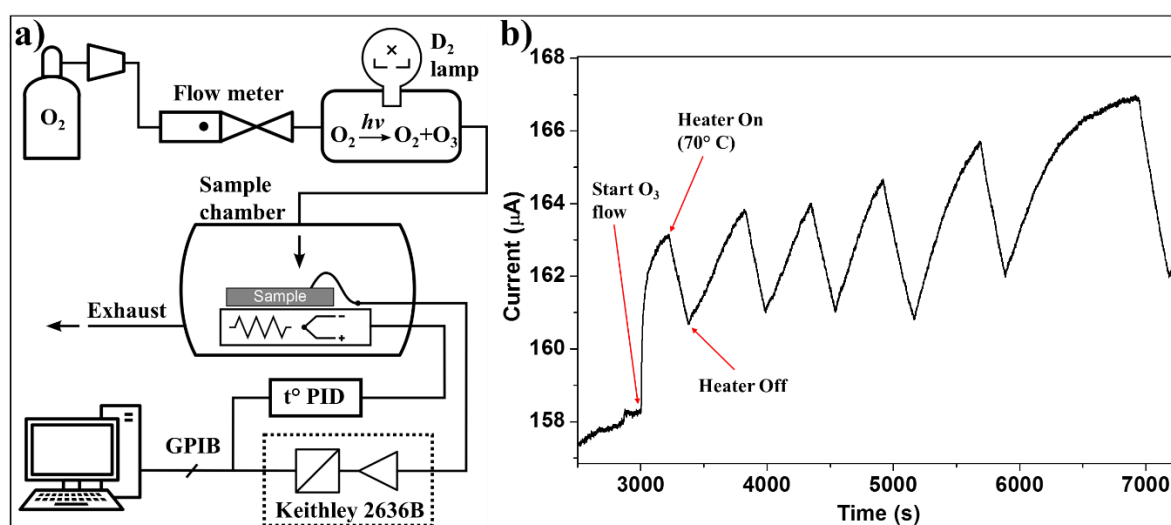 a)
D₂
lamp
O₂
Flow meter
O₂ hν → O₂+O₃
Sample
chamber
Sample
-
+
Exhaust
t° PID
GPIB
Keithley 2636B
b)
168
166
164
162
160
158
Current (μA)
Heater On
(70° C)
Start O₃
flow
Heater Off
3000 4000 5000 6000 7000
Time (s)